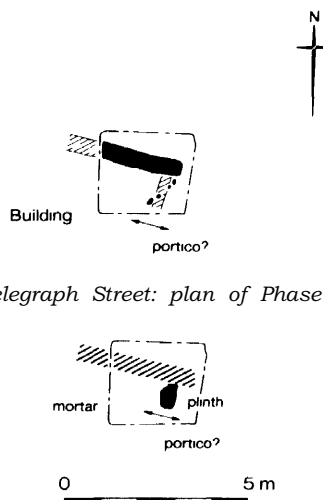 N
Building
portico?
elegraph Street: plan of Phase
mortar
plinth
portico?
0 5 m